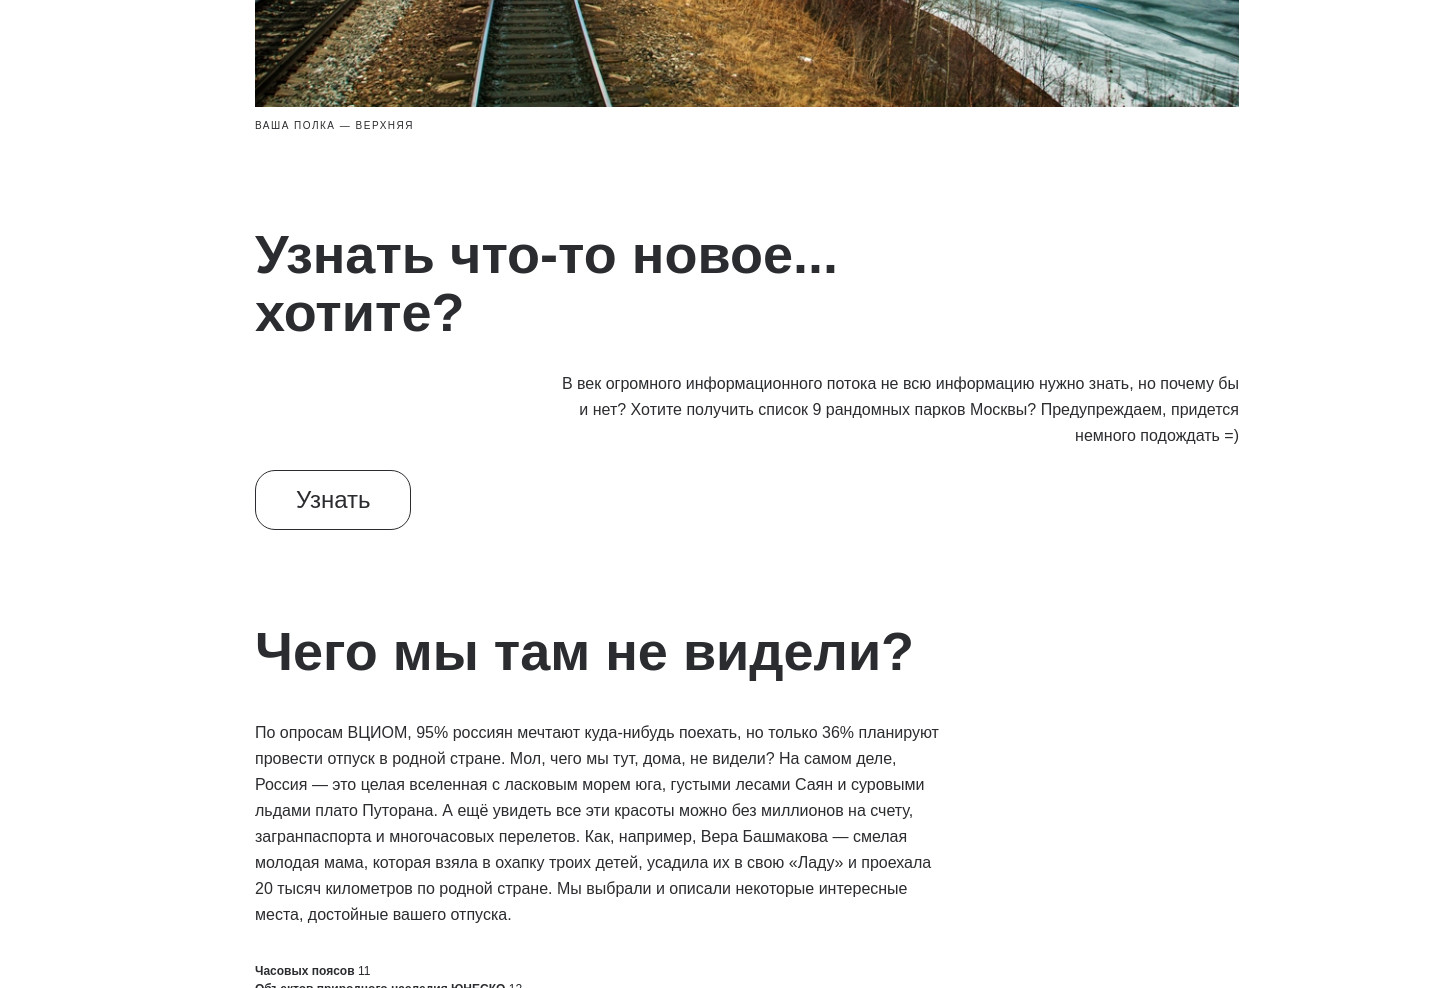 ВАША ПОЛКА — ВЕРХНЯЯ
Узнать что-то новое...
хотите?
В век огромного информационного потока не всю информацию нужно знать, но почему бы
и нет? Хотите получить список 9 рандомных парков Москвы? Предупреждаем, придется
немного подождать =)
Узнать
Чего мы там не видели?
По опросам ВЦИОМ, 95% россиян мечтают куда-нибудь поехать, но только 36% планируют
провести отпуск в родной стране. Мол, чего мы тут, дома, не видели? На самом деле,
Россия — это целая вселенная с ласковым морем юга, густыми лесами Саян и суровыми
льдами плато Путорана. А ещё увидеть все эти красоты можно без миллионов на счету,
загранпаспорта и многочасовых перелетов. Как, например, Вера Башмакова — смелая
молодая мама, которая взяла в охапку троих детей, усадила их в свою «Ладу» и проехала
20 тысяч километров по родной стране. Мы выбрали и описали некоторые интересные
места, достойные вашего отпуска.
Часовых поясов 11
Объектов природного наследия ЮНЕСКО